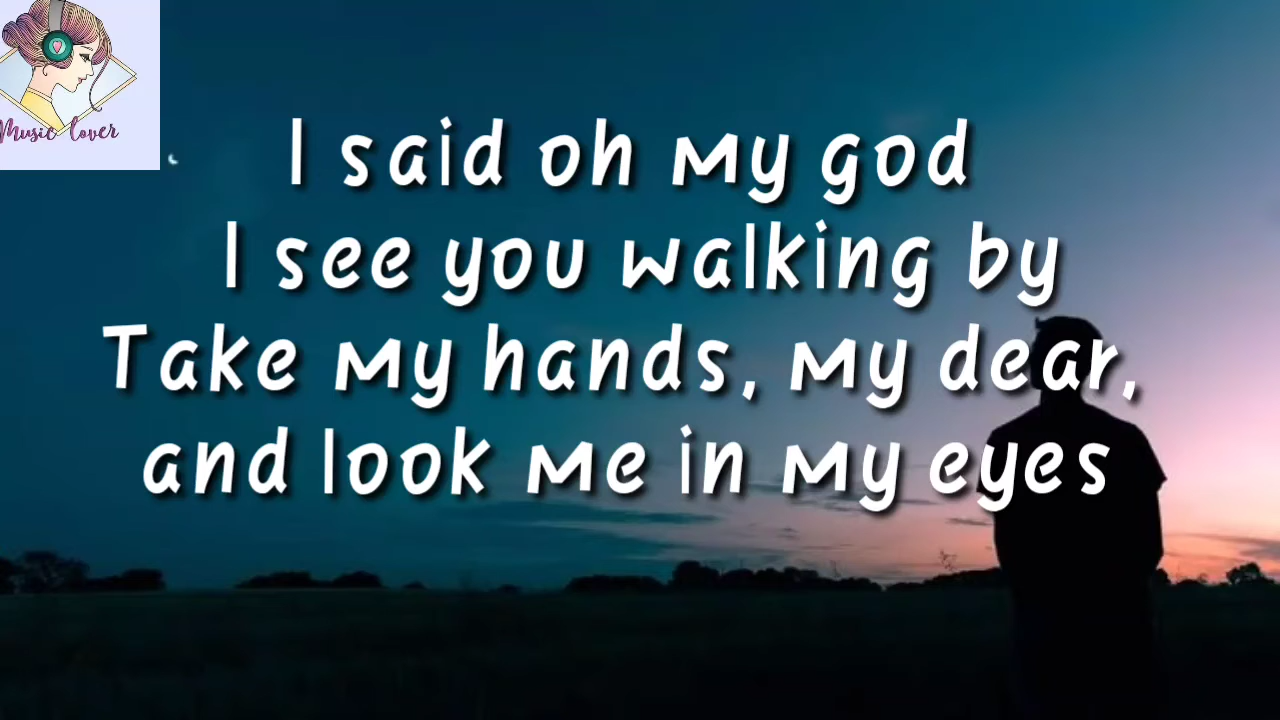 Music Lover
I said oh my god
I see you walking by
Take my hands, my dear,
and look me in my eyes